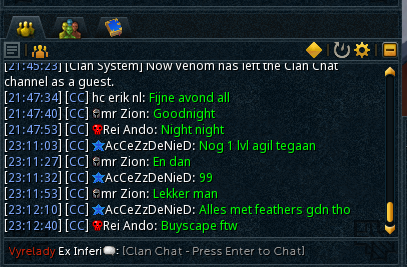 [21:45:23] [Clan System] Now Venom has left the Clan Chat
channel as a guest.
[21:47:34] [CC] hc erik nl: Fijne avond all
[21:47:40] [CC] mr Zion: Goodnight
[21:47:53] [CC] Rei Ando: Night night
[23:11:03] [CC] AcCeZzDeNieD: Nog 1 lvl agil tegaan
[23:11:27] [CC] mr Zion: En dan
[23:11:32] [CC] AcCeZzDeNieD: 99
[23:11:53] [CC] mr Zion: Lekker man
[23:12:10] [CC] AcCeZzDeNieD: Alles met feathers gdn tho
[23:12:40] [CC] Rei Ando: Buyscape ftw
Vyrelady Ex Inferi: [Clan Chat - Press Enter to Chat]